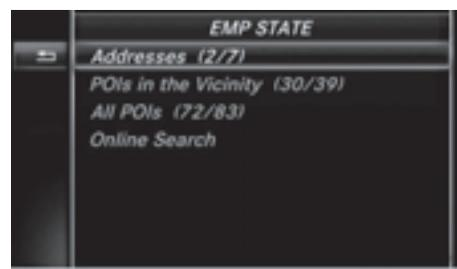 EMP STATE
Addresses (2/7)
POIs in the Vicinity (30/39)
All POIs (72/83)
Online Search